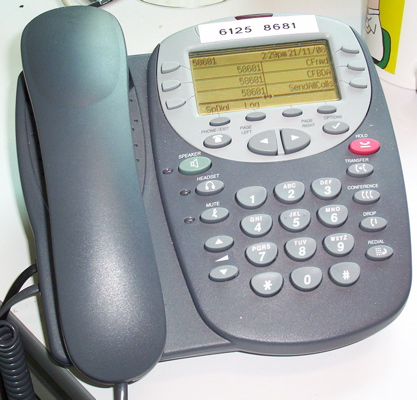 6125 8681
58681 2:29pm 21/11/0
58681 CFrwd
58681 CFBDA
58681 SendAllCalls
SpDial Log
PHONE/EXIT PAGE LEFT PAGE RIGHT OPTIONS
SPEAKER HOLD
HEADSET TRANSFER
MUTE CONFERENCE
DROP
REDIAL
1 ABC 2 DEF 3
GHI 4 JKL 5 MNO 6
PQRS 7 TUV 8 WXYZ 9
* 0 #